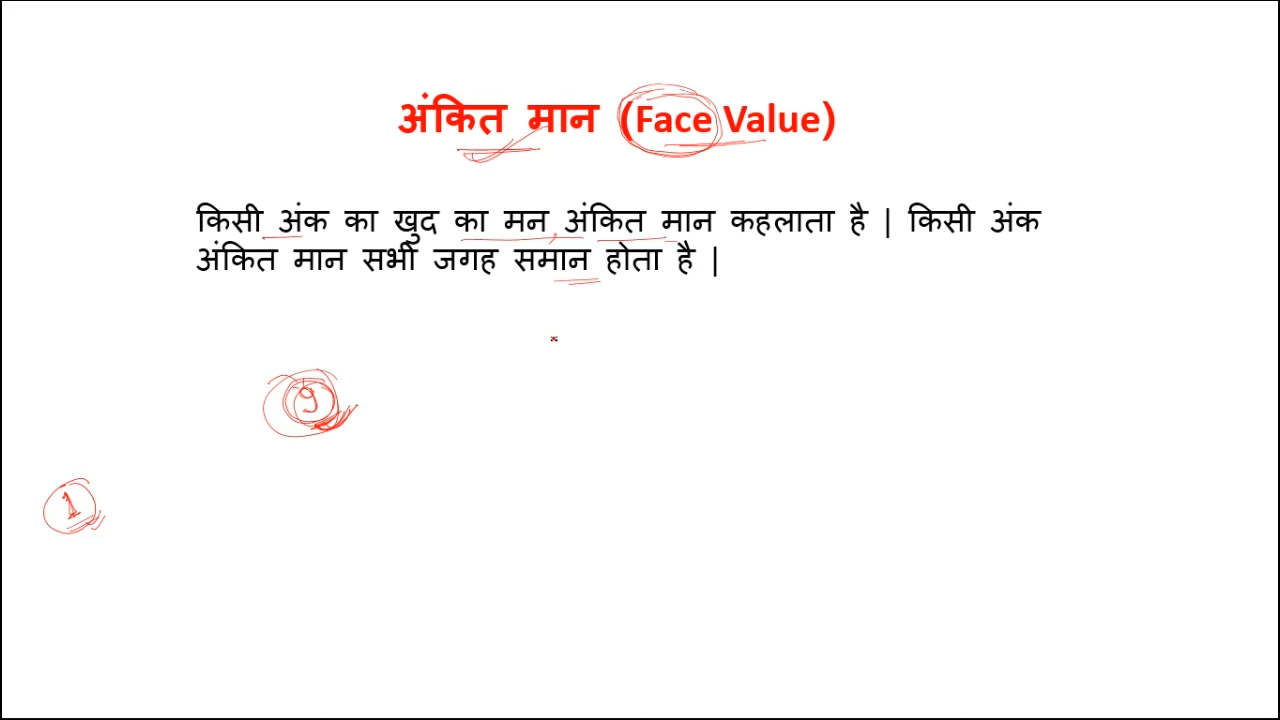 अंकित मान (Face Value)
किसी अंक का खुद का मन अंकित मान कहलाता है | किसी अंक
अंकित मान सभी जगह समान होता है |
9
1